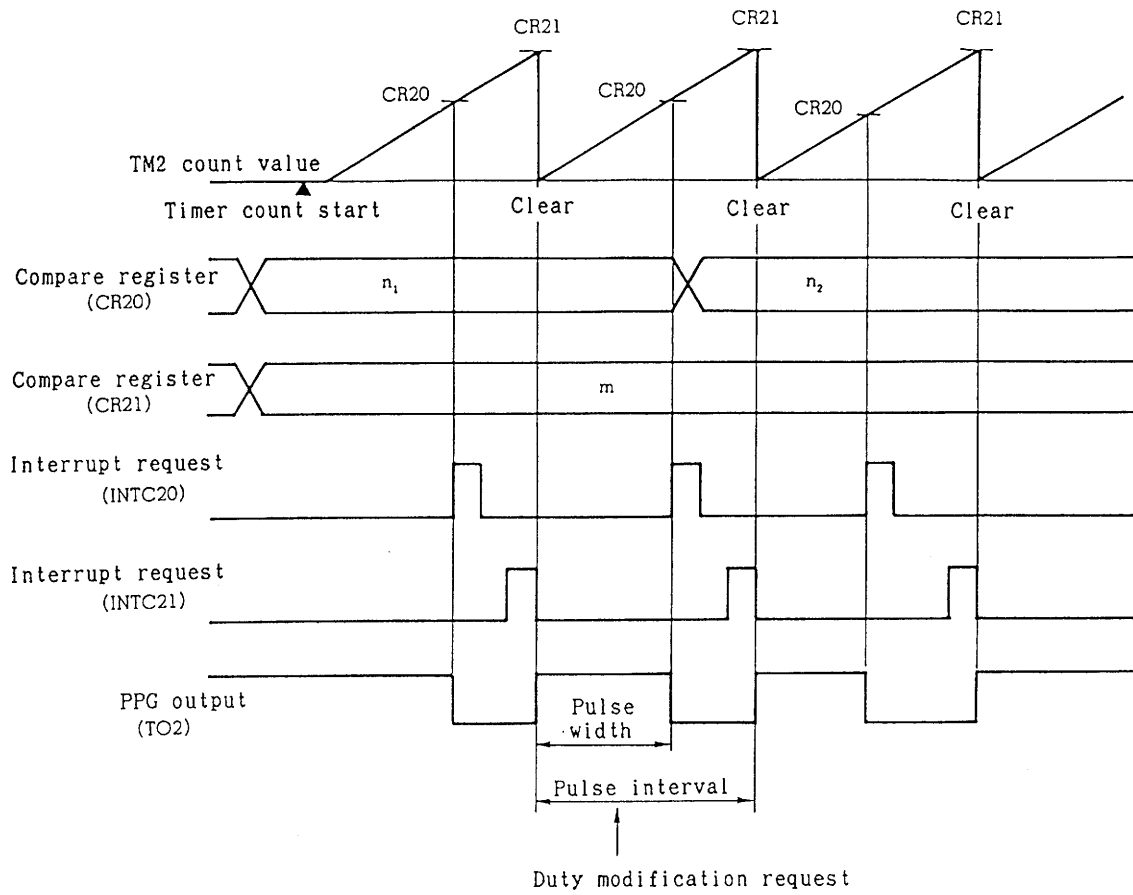 CR21
CR21
CR21
CR20
CR20
CR20
TM2 count value
Timer count start
Clear
Clear
Clear
Compare register
(CR20)
n₁
n₂
Compare register
(CR21)
m
Interrupt request
(INTC20)
Interrupt request
(INTC21)
PPG output
(TO2)
Pulse
width
Pulse interval
Duty modification request